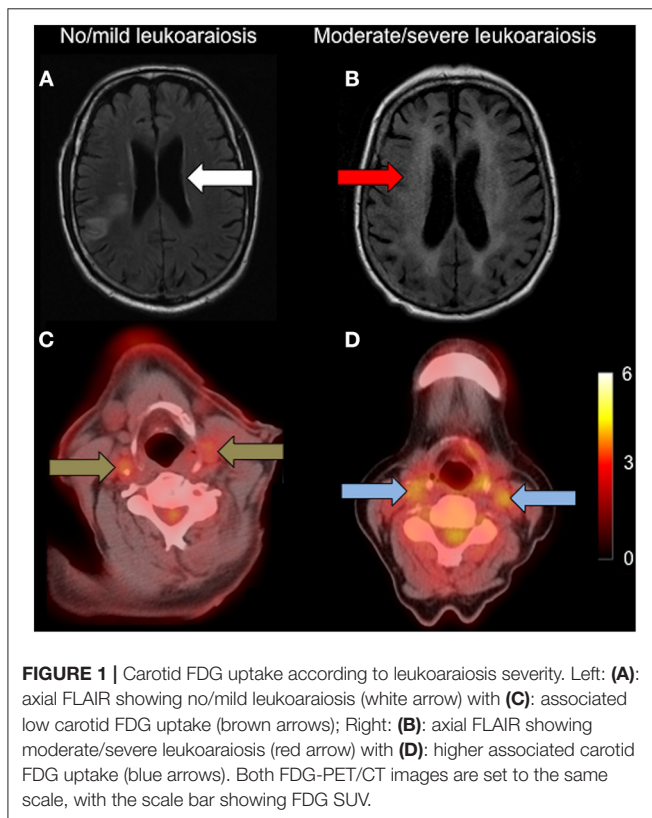 No/mild leukoaraiosis
Moderate/severe leukoaraiosis
A
B
C
D
6
3
0
FIGURE 1 | Carotid FDG uptake according to leukoaraiosis severity. Left: (A):
axial FLAIR showing no/mild leukoaraiosis (white arrow) with (C): associated
low carotid FDG uptake (brown arrows); Right: (B): axial FLAIR showing
moderate/severe leukoaraiosis (red arrow) with (D): higher associated carotid
FDG uptake (blue arrows). Both FDG-PET/CT images are set to the same
scale, with the scale bar showing FDG SUV.